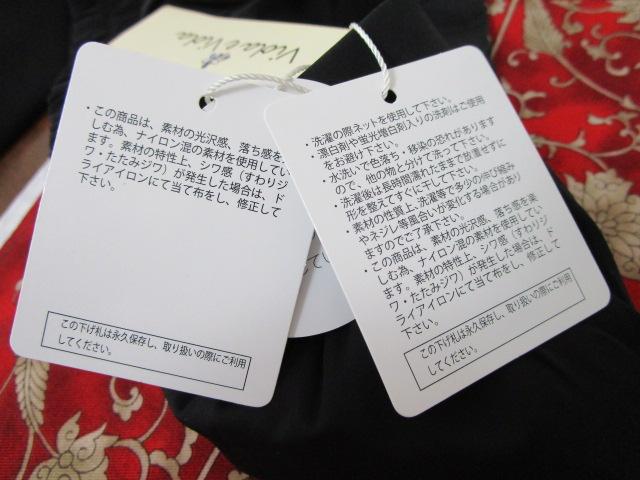 Viola e Viola
・この商品は、素材の光沢感、落ち感を
しむ為、ナイロン混の素材を使用してい
ます。素材の特性上、シワ感（すわりジ
ワ・たたみジワ）が発生した場合は、ド
ライアイロンにて当て布をし、修正して
下さい。
この下げ札は永久保存し、取り扱いの際にご利用
してください。
・洗濯の際ネットを使用して下さい。
・漂白剤や蛍光増白剤入りの洗剤はご使用
をお避け下さい。
・水洗いで色落ち・移染の恐れがあります
ので、他の物と分けて洗って下さい。
・洗濯後は長時間濡れたままで放置せずに
形を整えてすぐに干して下さい。
・素材の性質上、洗濯等で多少の伸び縮み
やネジレ等風合いが変化する場合があり
ますのでご了承下さい。
・この商品は、素材の光沢感、落ち感を楽
しむ為、ナイロン混の素材を使用してい
ます。素材の特性上、シワ感（すわりジ
ワ・たたみジワ）が発生した場合は、ド
ライアイロンにて当て布をし、修正して
下さい。
この下げ札は永久保存し、取り扱いの際にご利用
してください。